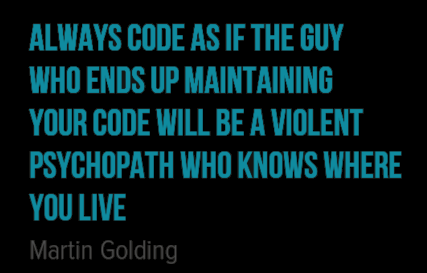 ALWAYS CODE AS IF THE GUY
WHO ENDS UP MAINTAINING
YOUR CODE WILL BE A VIOLENT
PSYCHOPATH WHO KNOWS WHERE
YOU LIVE
Martin Golding